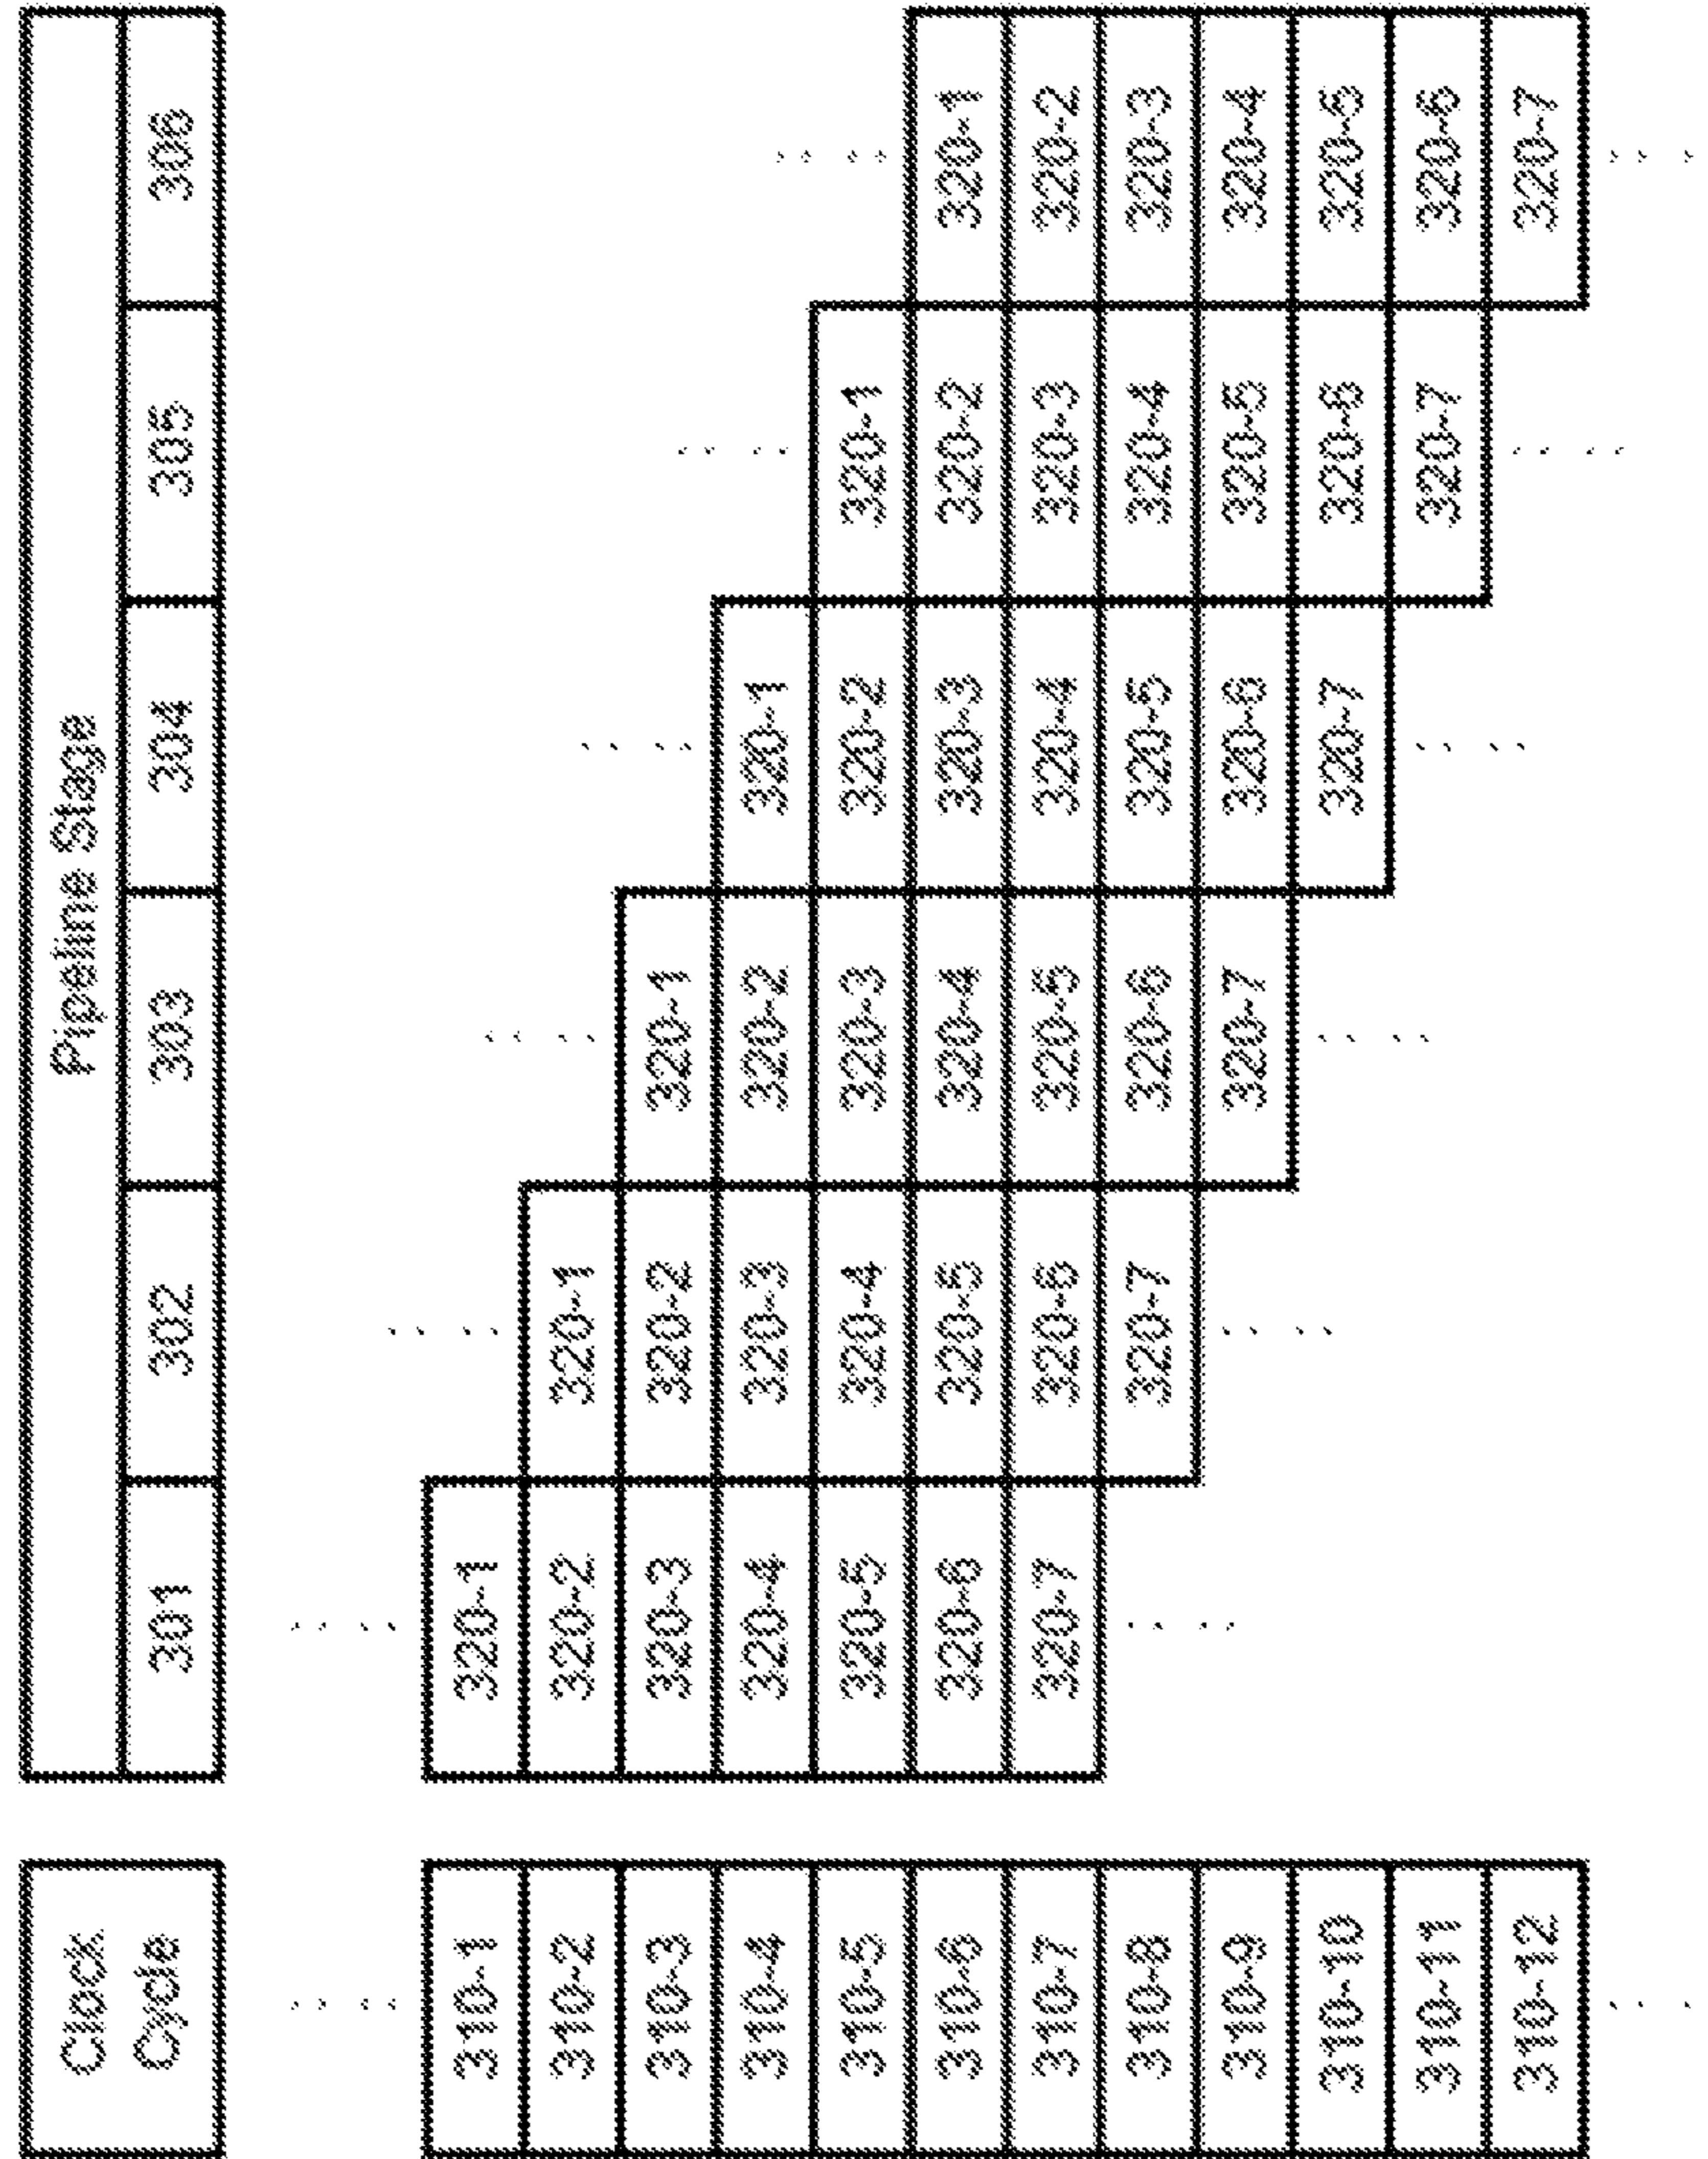 Clock Cycle
Pipeline Stage
301 302 303 304 305 306
310-1 320-1
310-2 320-2 320-1
310-3 320-3 320-2 320-1
310-4 320-4 320-3 320-2 320-1
310-5 320-5 320-4 320-3 320-2 320-1
310-6 320-6 320-5 320-4 320-3 320-2 320-1
310-7 320-7 320-6 320-5 320-4 320-3 320-2
310-8 320-7 320-6 320-5 320-4 320-3
310-9 320-7 320-6 320-5 320-4
310-10 320-7 320-6 320-5
310-11 320-7 320-6
310-12 320-7